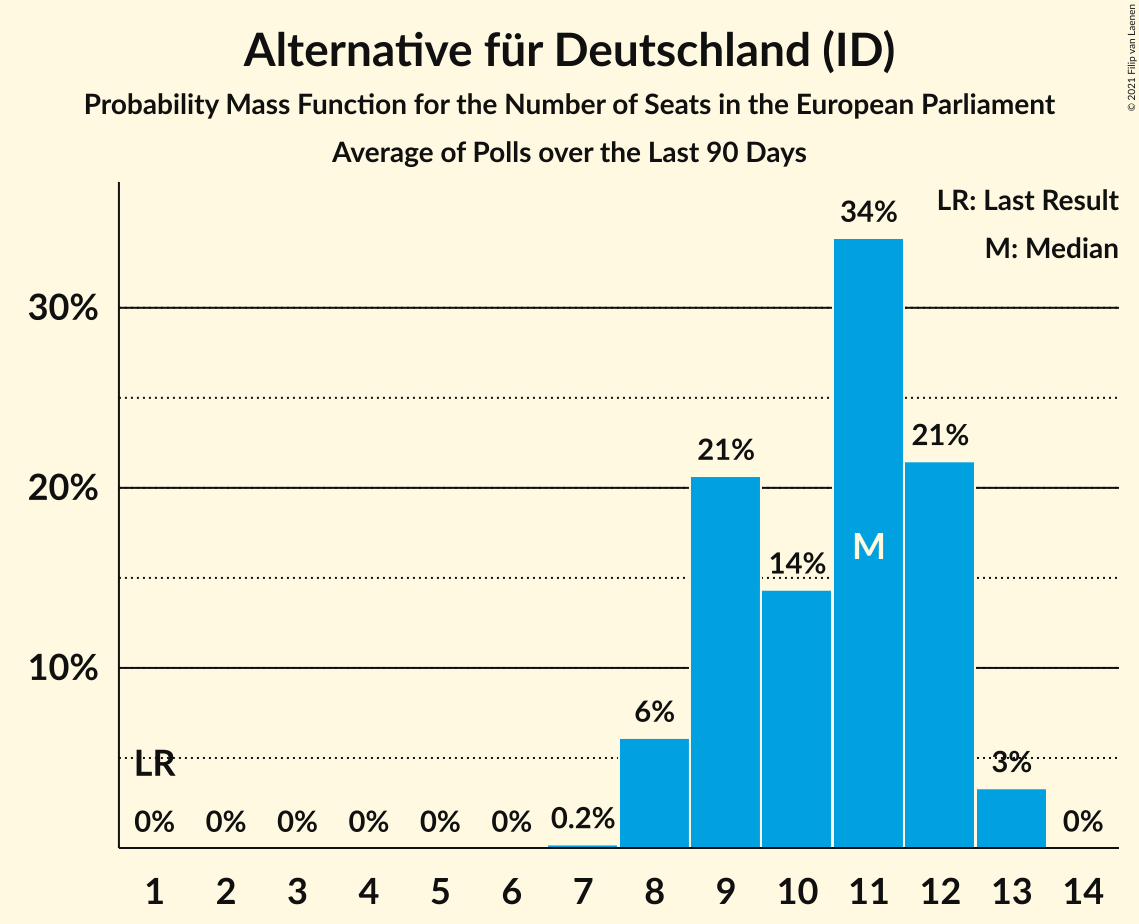 Alternative für Deutschland (ID)
Probability Mass Function for the Number of Seats in the European Parliament
Average of Polls over the Last 90 Days
© 2021 Filip van Laenen
LR: Last Result
M: Median
34%
30%
21%
21%
20%
M
14%
10%
6%
LR
3%
0% 0% 0% 0% 0% 0% 0.2% 0%
1 2 3 4 5 6 7 8 9 10 11 12 13 14